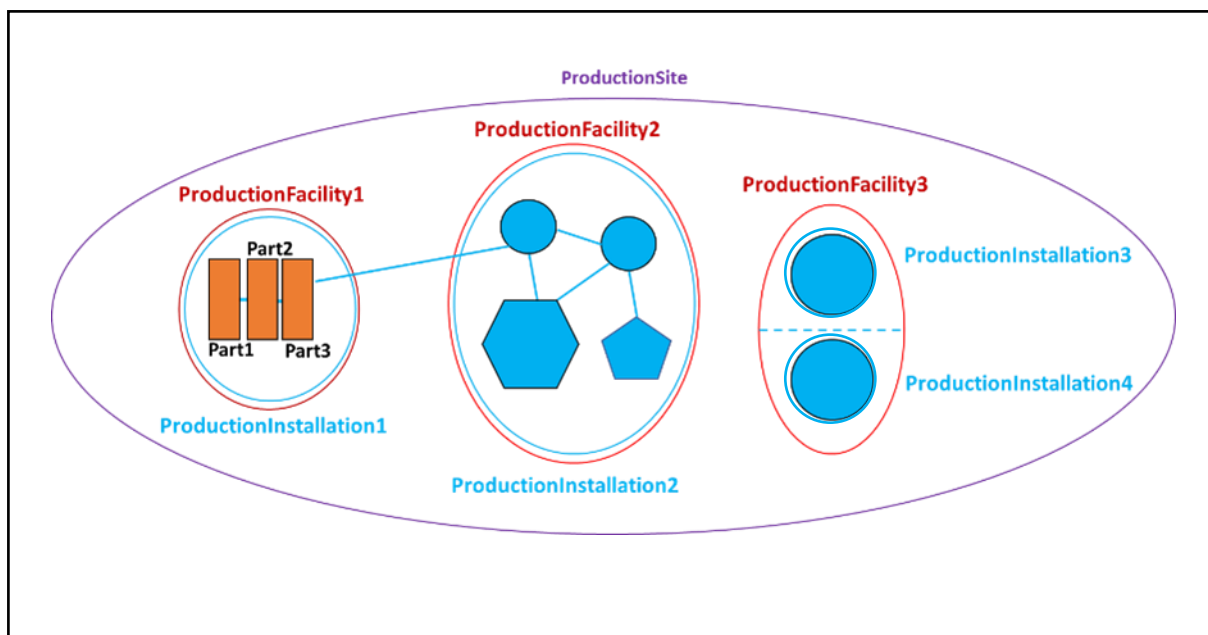 ProductionSite
ProductionFacility2
ProductionFacility1
ProductionFacility3
Part2
Part1
Part3
ProductionInstallation1
ProductionInstallation2
ProductionInstallation3
ProductionInstallation4